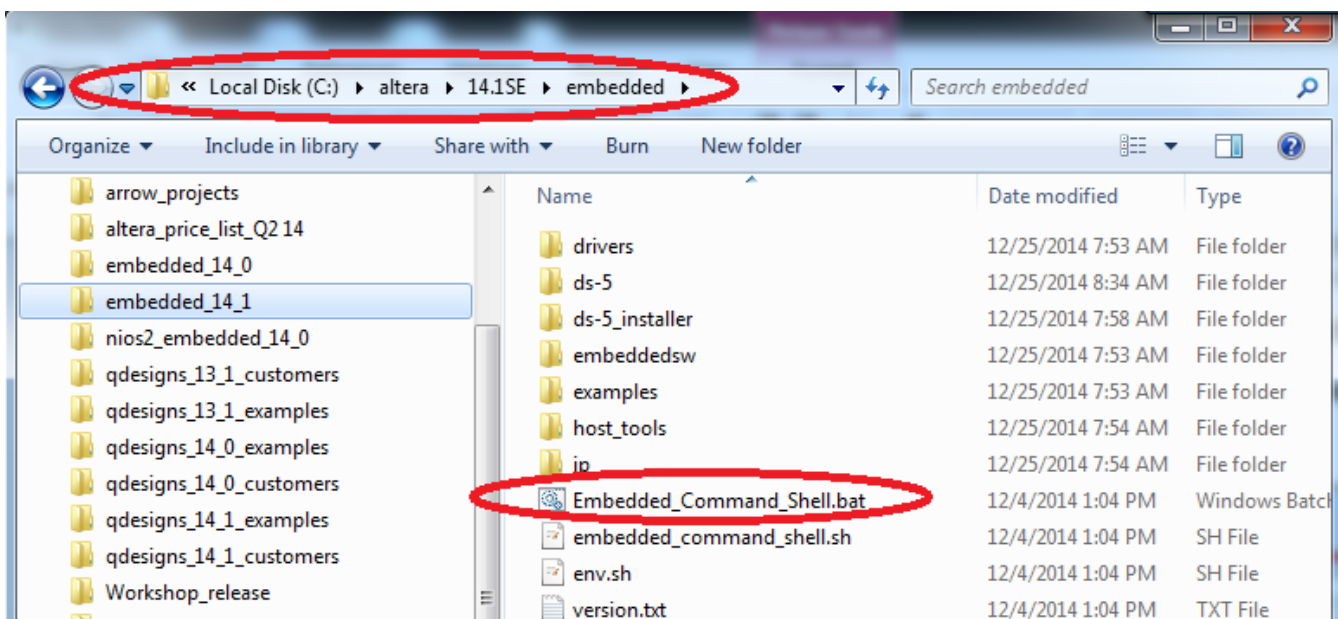 « Local Disk (C:) ▸ altera ▸ 14.1SE ▸ embedded ▸ Search embedded
Organize ▾ Include in library ▾ Share with ▾ Burn New folder
arrow_projects
altera_price_list_Q2 14
embedded_14_0
embedded_14_1
nios2_embedded_14_0
qdesigns_13_1_customers
qdesigns_13_1_examples
qdesigns_14_0_examples
qdesigns_14_0_customers
qdesigns_14_1_examples
qdesigns_14_1_customers
Workshop_release
Name Date modified Type
drivers 12/25/2014 7:53 AM File folder
ds-5 12/25/2014 8:34 AM File folder
ds-5_installer 12/25/2014 7:58 AM File folder
embeddedsw 12/25/2014 7:53 AM File folder
examples 12/25/2014 7:53 AM File folder
host_tools 12/25/2014 7:54 AM File folder
ip 12/25/2014 7:54 AM File folder
Embedded_Command_Shell.bat 12/4/2014 1:04 PM Windows Batch
embedded_command_shell.sh 12/4/2014 1:04 PM SH File
env.sh 12/4/2014 1:04 PM SH File
version.txt 12/4/2014 1:04 PM TXT File